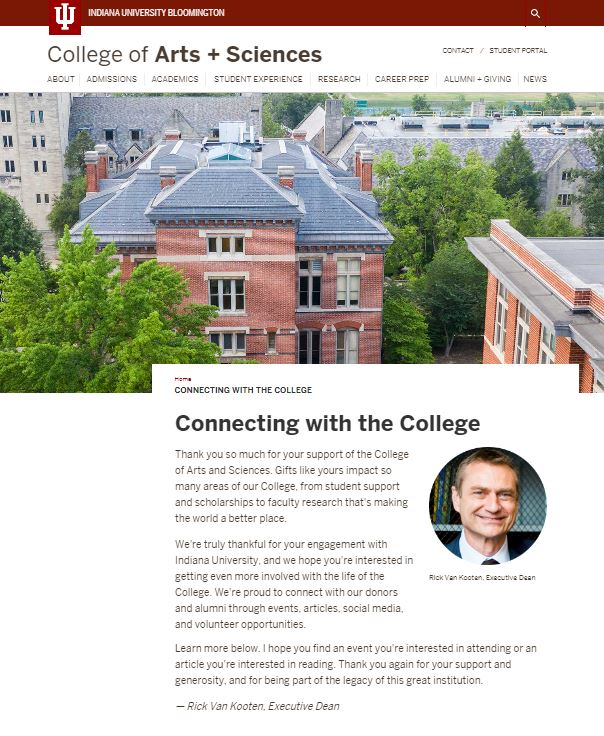 INDIANA UNIVERSITY BLOOMINGTON
College of Arts + Sciences
CONTACT / STUDENT PORTAL
ABOUT ADMISSIONS ACADEMICS STUDENT EXPERIENCE RESEARCH CAREER PREP ALUMNI + GIVING NEWS
Home
CONNECTING WITH THE COLLEGE
Connecting with the College
Thank you so much for your support of the College
of Arts and Sciences. Gifts like yours impact so
many areas of our College, from student support
and scholarships to faculty research that's making
the world a better place.
Rick Van Kooten, Executive Dean
We're truly thankful for your engagement with
Indiana University, and we hope you're interested in
getting even more involved with the life of the
College. We're proud to connect with our donors
and alumni through events, articles, social media,
and volunteer opportunities.
Learn more below. I hope you find an event you're interested in attending or an
article you're interested in reading. Thank you again for your support and
generosity, and for being part of the legacy of this great institution.
— Rick Van Kooten, Executive Dean